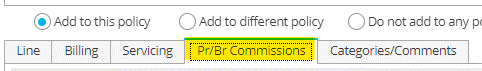 Add to this policy Add to different policy Do not add to any
Line Billing Servicing Pr/Br Commissions Categories/Comments